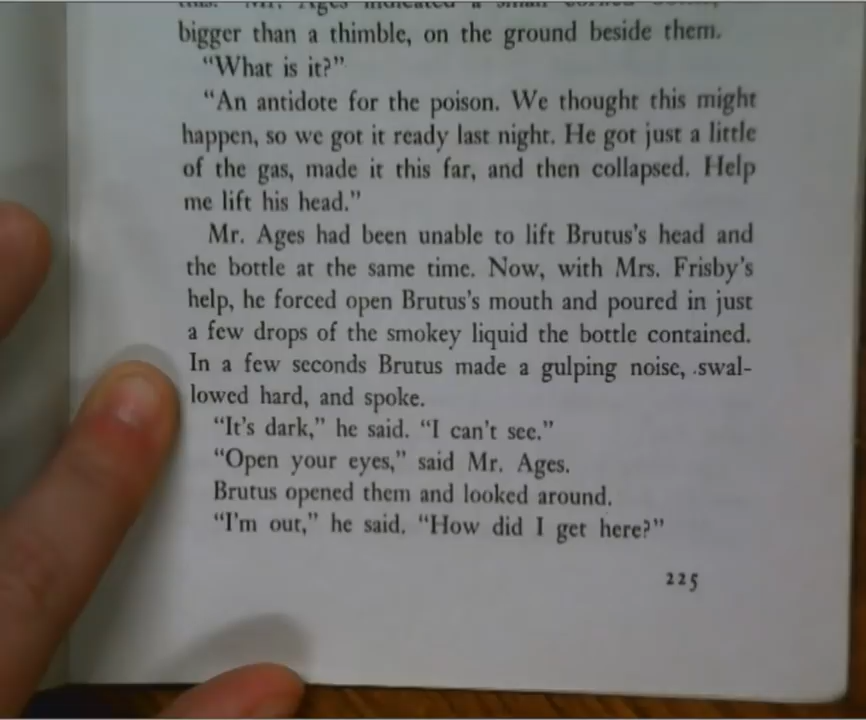 Mr. Ages indicated a small corked bottle,
bigger than a thimble, on the ground beside them.
“What is it?”
“An antidote for the poison. We thought this might
happen, so we got it ready last night. He got just a little
of the gas, made it this far, and then collapsed. Help
me lift his head.”
Mr. Ages had been unable to lift Brutus's head and
the bottle at the same time. Now, with Mrs. Frisby's
help, he forced open Brutus's mouth and poured in just
a few drops of the smokey liquid the bottle contained.
In a few seconds Brutus made a gulping noise, swal-
lowed hard, and spoke.
“It's dark,” he said. “I can't see.”
“Open your eyes,” said Mr. Ages.
Brutus opened them and looked around.
“I'm out,” he said. “How did I get here?”
225